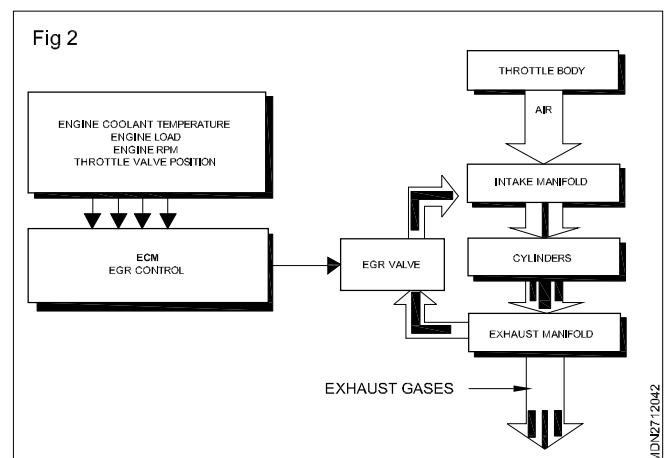 Fig 2
THROTTLE BODY
AIR
ENGINE COOLANT TEMPERATURE
ENGINE LOAD
ENGINE RPM
THROTTLE VALVE POSITION
INTAKE MANIFOLD
ECM
EGR CONTROL
EGR VALVE
CYLINDERS
EXHAUST MANIFOLD
EXHAUST GASES
MDN2712042